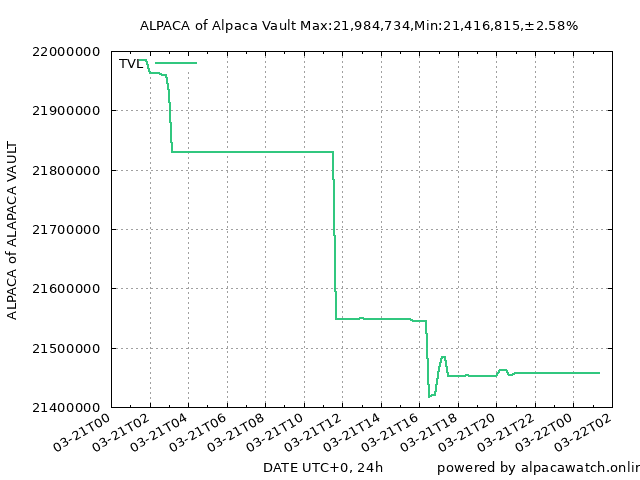 ALPACA of Alpaca Vault Max:21,984,734,Min:21,416,815,±2.58%
22000000
TVL
21900000
21800000
21700000
21600000
21500000
21400000
ALPACA of ALAPACA VAULT
03-21T00
03-21T02
03-21T04
03-21T06
03-21T08
03-21T10
03-21T12
03-21T14
03-21T16
03-21T18
03-21T20
03-21T22
03-22T00
03-22T02
DATE UTC+0, 24h
powered by alpacawatch.onlin